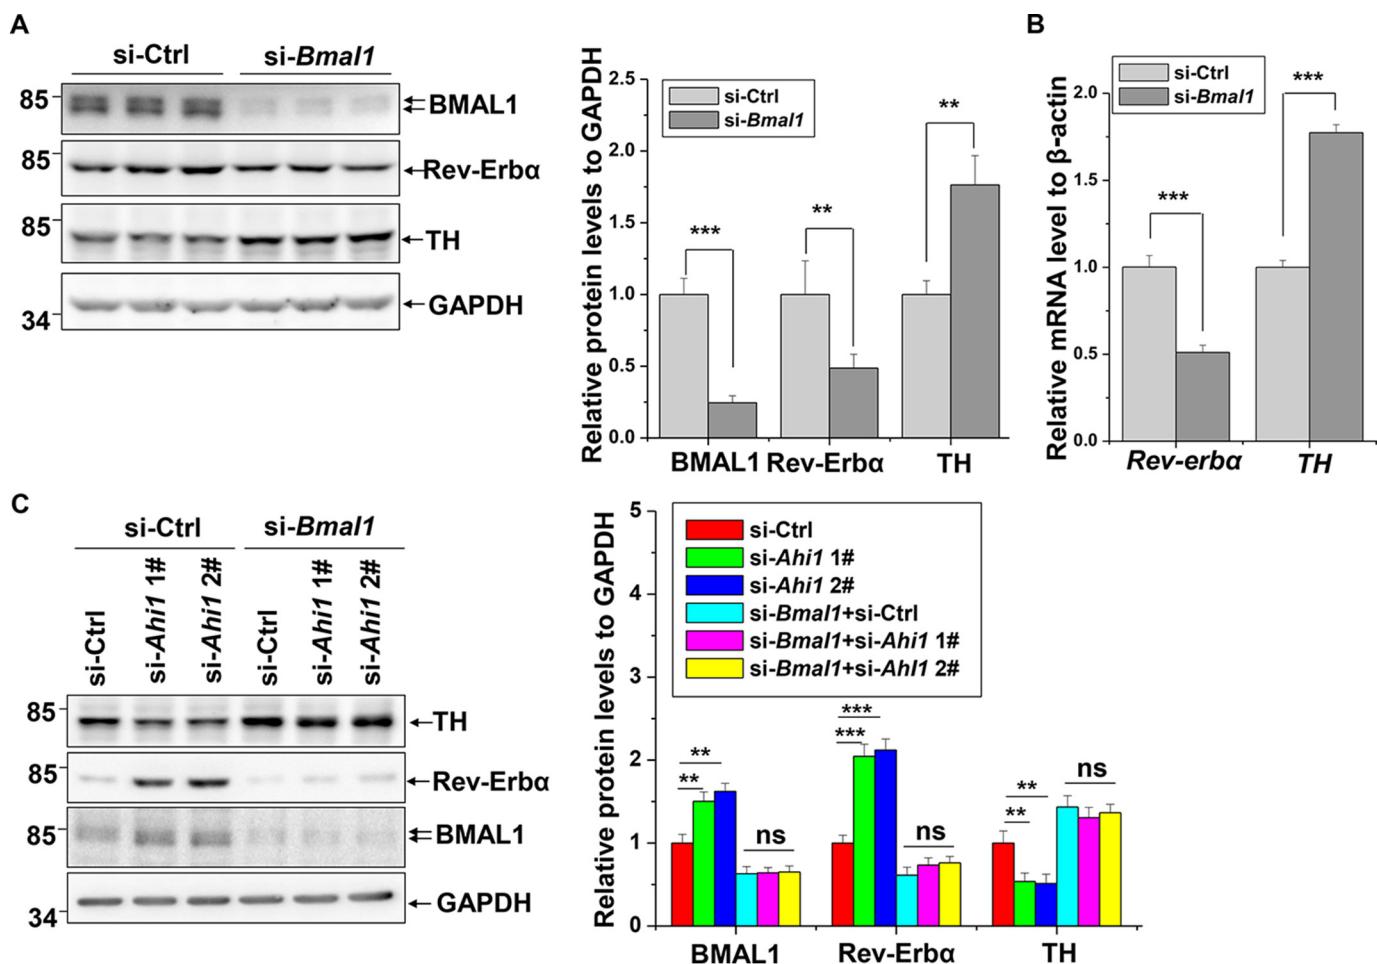 A
si-Ctrl si-Bmal1
85
BMAL1
85
Rev-Erbα
85
TH
GAPDH
34
Relative protein levels to GAPDH
2.5
2.0
1.5
1.0
0.5
0.0
si-Ctrl
si-Bmal1
***
**
**
BMAL1 Rev-Erbα TH
B
Relative mRNA level to β-actin
2.0
1.5
1.0
0.5
0.0
si-Ctrl
si-Bmal1
***
***
Rev-erbα TH
C
si-Ctrl si-Bmal1
si-Ctrl
si-Ahi1 1#
si-Ahi1 2#
si-Ctrl
si-Ahi1 1#
si-Ahi1 2#
85
TH
85
Rev-Erbα
85
BMAL1
GAPDH
34
Relative protein levels to GAPDH
5
4
3
2
1
0
si-Ctrl
si-Ahi1 1#
si-Ahi1 2#
si-Bmal1+si-Ctrl
si-Bmal1+si-Ahi1 1#
si-Bmal1+si-Ahl1 2#
**
**
ns
***
***
ns
**
**
ns
BMAL1 Rev-Erbα TH